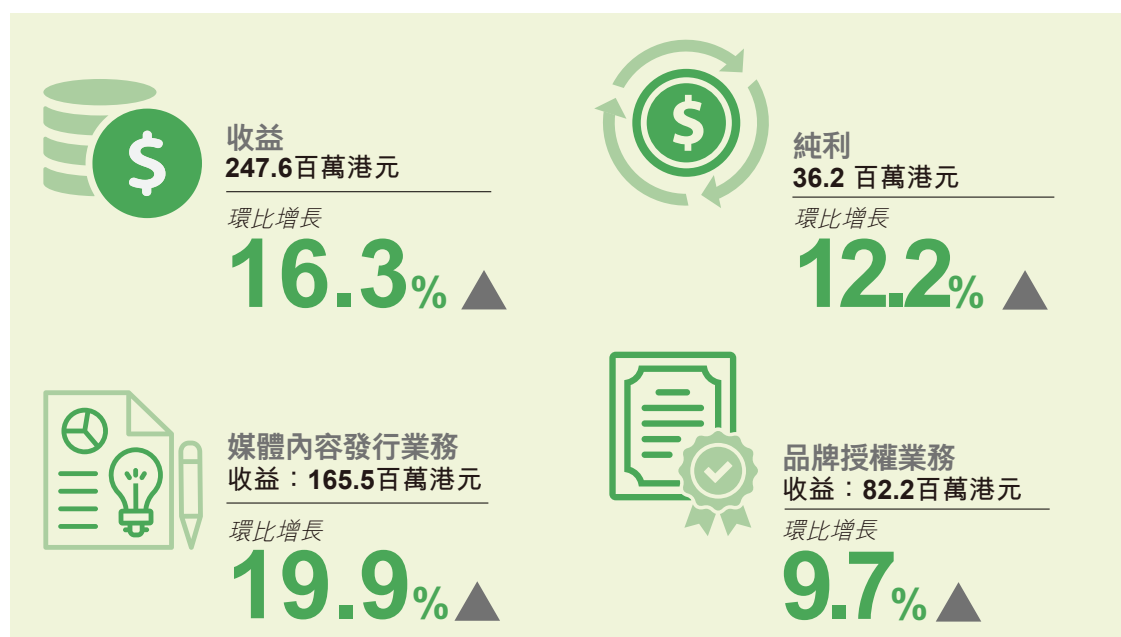 收益
247.6百萬港元
環比增長
16.3%
純利
36.2 百萬港元
環比增長
12.2%
媒體內容發行業務
收益：165.5百萬港元
環比增長
19.9%
品牌授權業務
收益：82.2百萬港元
環比增長
9.7%